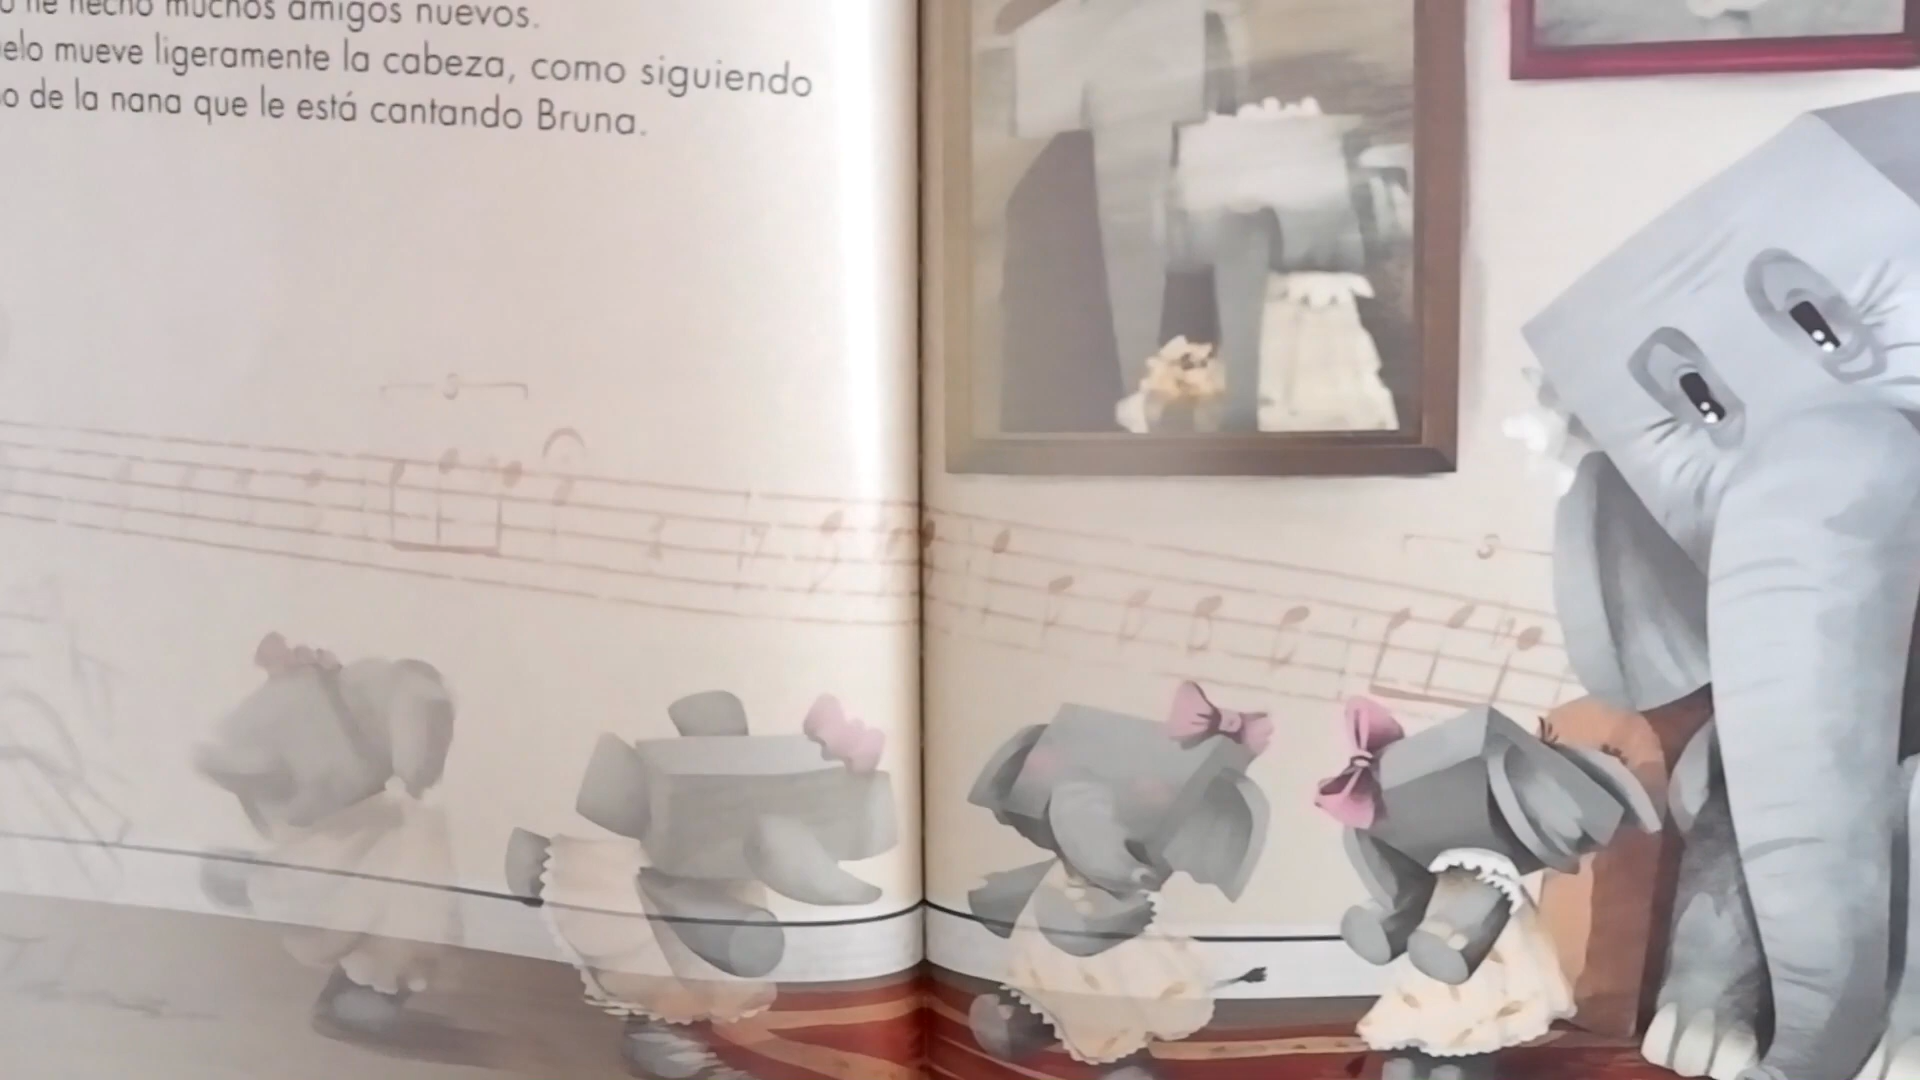 he hecho muchos amigos nuevos.
mueve ligeramente la cabeza, como siguiendo
de la nana que le está cantando Bruna.